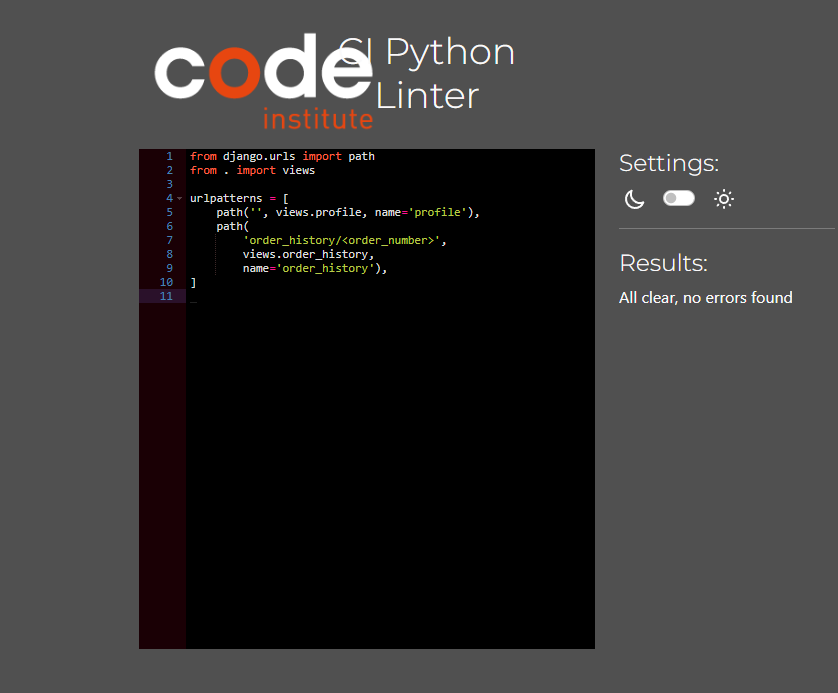 code
institute
CI Python
Linter
1 from django.urls import path
2 from . import views
3
4 urlpatterns = [
5     path('', views.profile, name='profile'),
6     path(
7         'order_history/<order_number>',
8         views.order_history,
9         name='order_history'),
10 ]
11
Settings:
Results:
All clear, no errors found